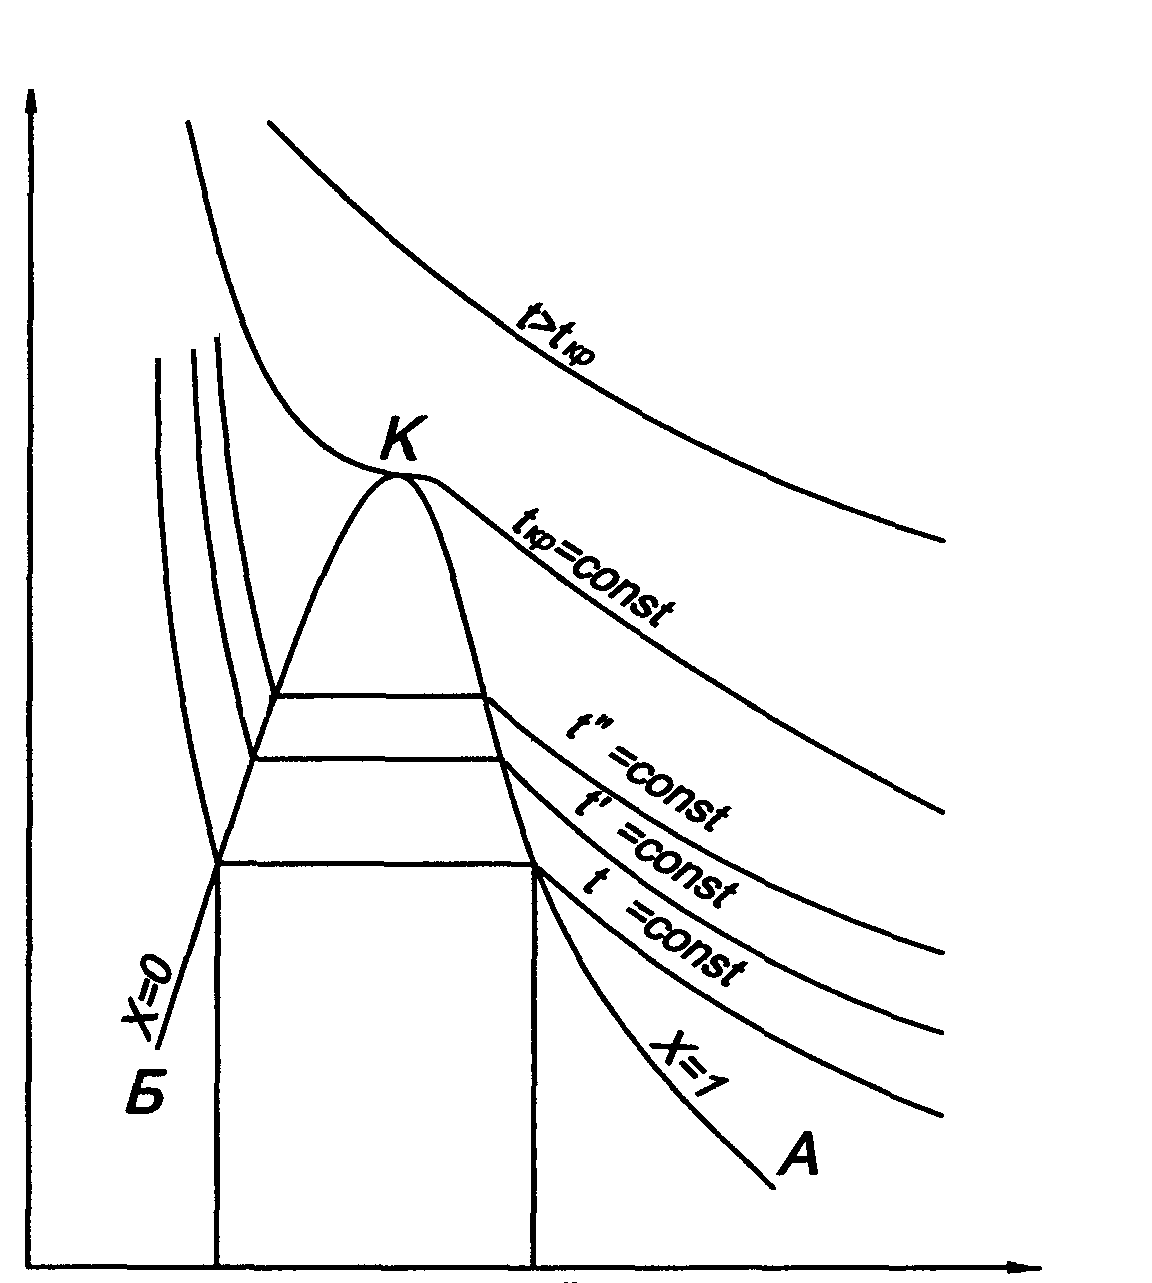 t>tкр
K
tкр=const
t" =const
t' =const
t =const
X=0
Б
X=1
A